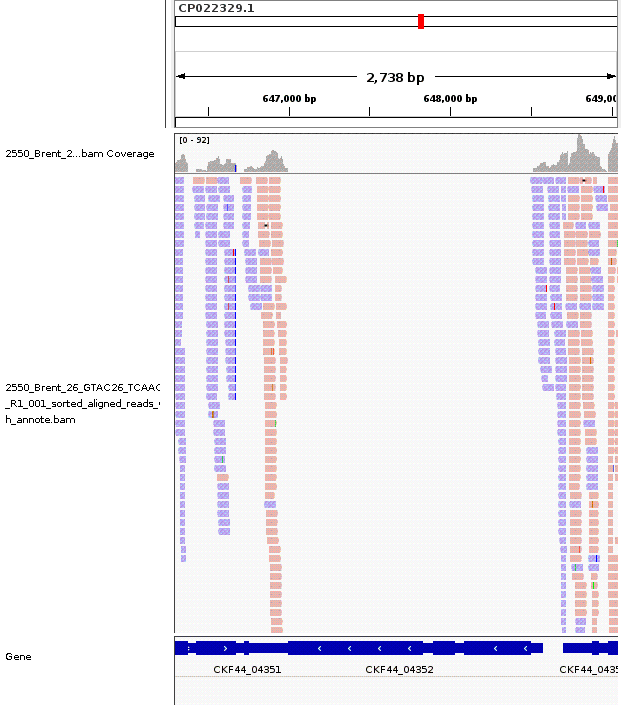 CP022329.1
2,738 bp
647,000 bp
648,000 bp
649,0
[0 - 92]
2550_Brent_2...bam Coverage
2550_Brent_26_GTAC26_TCAAC
_R1_001_sorted_aligned_reads_
h_annote.bam
Gene
CKF44_04351
CKF44_04352
CKF44_0435